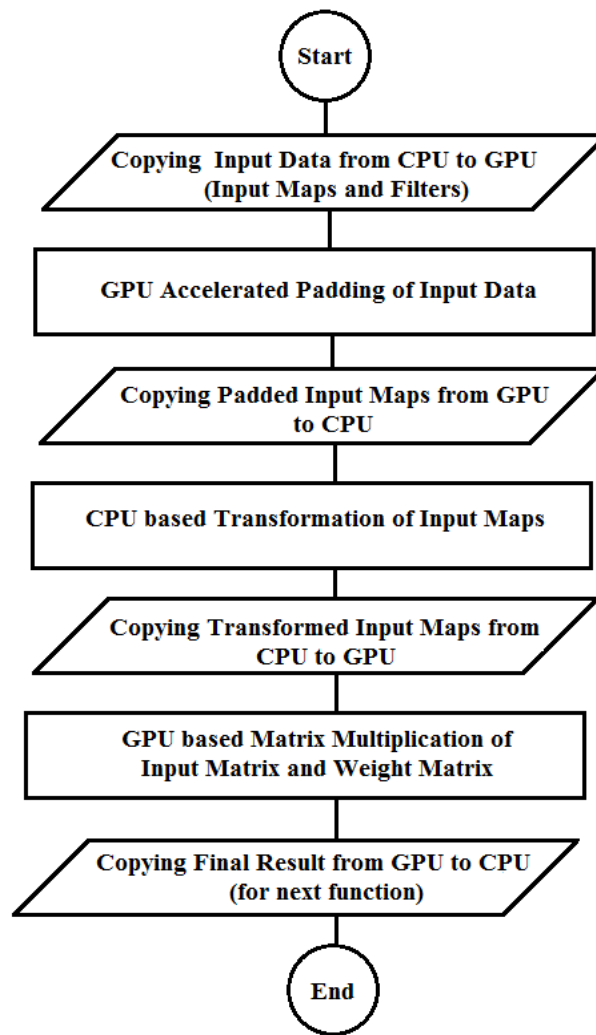 Start
Copying Input Data from CPU to GPU
(Input Maps and Filters)
GPU Accelerated Padding of Input Data
Copying Padded Input Maps from GPU
to CPU
CPU based Transformation of Input Maps
Copying Transformed Input Maps from
CPU to GPU
GPU based Matrix Multiplication of
Input Matrix and Weight Matrix
Copying Final Result from GPU to CPU
(for next function)
End